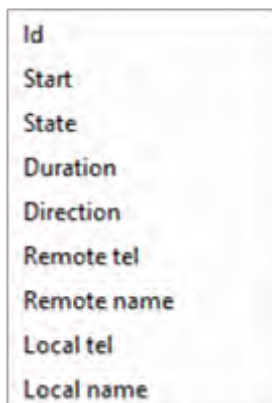 Id
Start
State
Duration
Direction
Remote tel
Remote name
Local tel
Local name